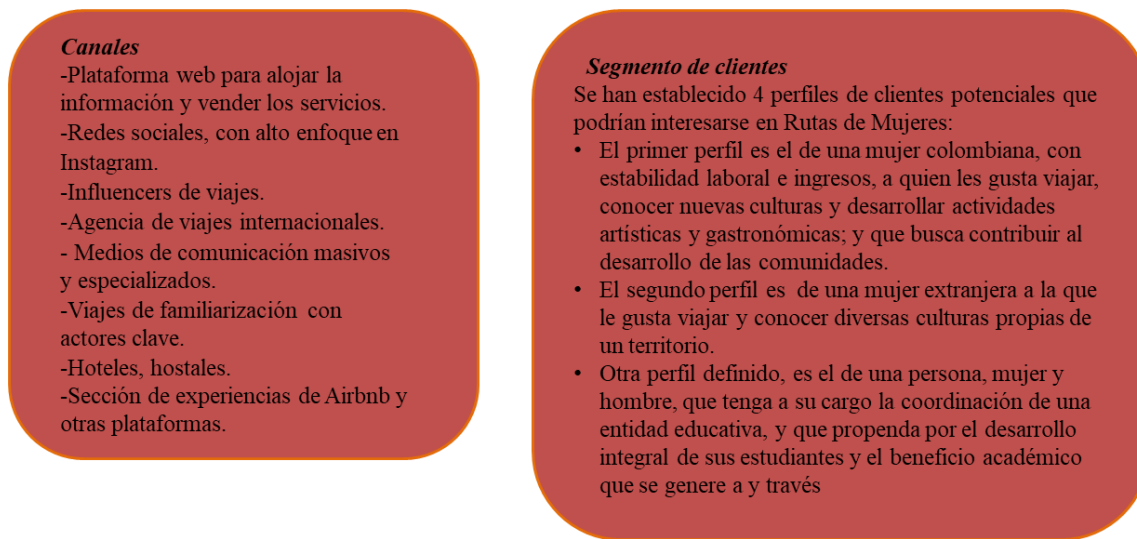 Canales
-Plataforma web para alojar la
información y vender los servicios.
-Redes sociales, con alto enfoque en
Instagram.
-Influencers de viajes.
-Agencia de viajes internacionales.
- Medios de comunicación masivos
y especializados.
-Viajes de familiarización con
actores clave.
-Hoteles, hostales.
-Sección de experiencias de Airbnb y
otras plataformas.
Segmento de clientes
Se han establecido 4 perfiles de clientes potenciales que
podrían interesarse en Rutas de Mujeres:
• El primer perfil es el de una mujer colombiana, con
estabilidad laboral e ingresos, a quien les gusta viajar,
conocer nuevas culturas y desarrollar actividades
artísticas y gastronómicas; y que busca contribuir al
desarrollo de las comunidades.
• El segundo perfil es de una mujer extranjera a la que
le gusta viajar y conocer diversas culturas propias de
un territorio.
• Otra perfil definido, es el de una persona, mujer y
hombre, que tenga a su cargo la coordinación de una
entidad educativa, y que propenda por el desarrollo
integral de sus estudiantes y el beneficio académico
que se genere a y través